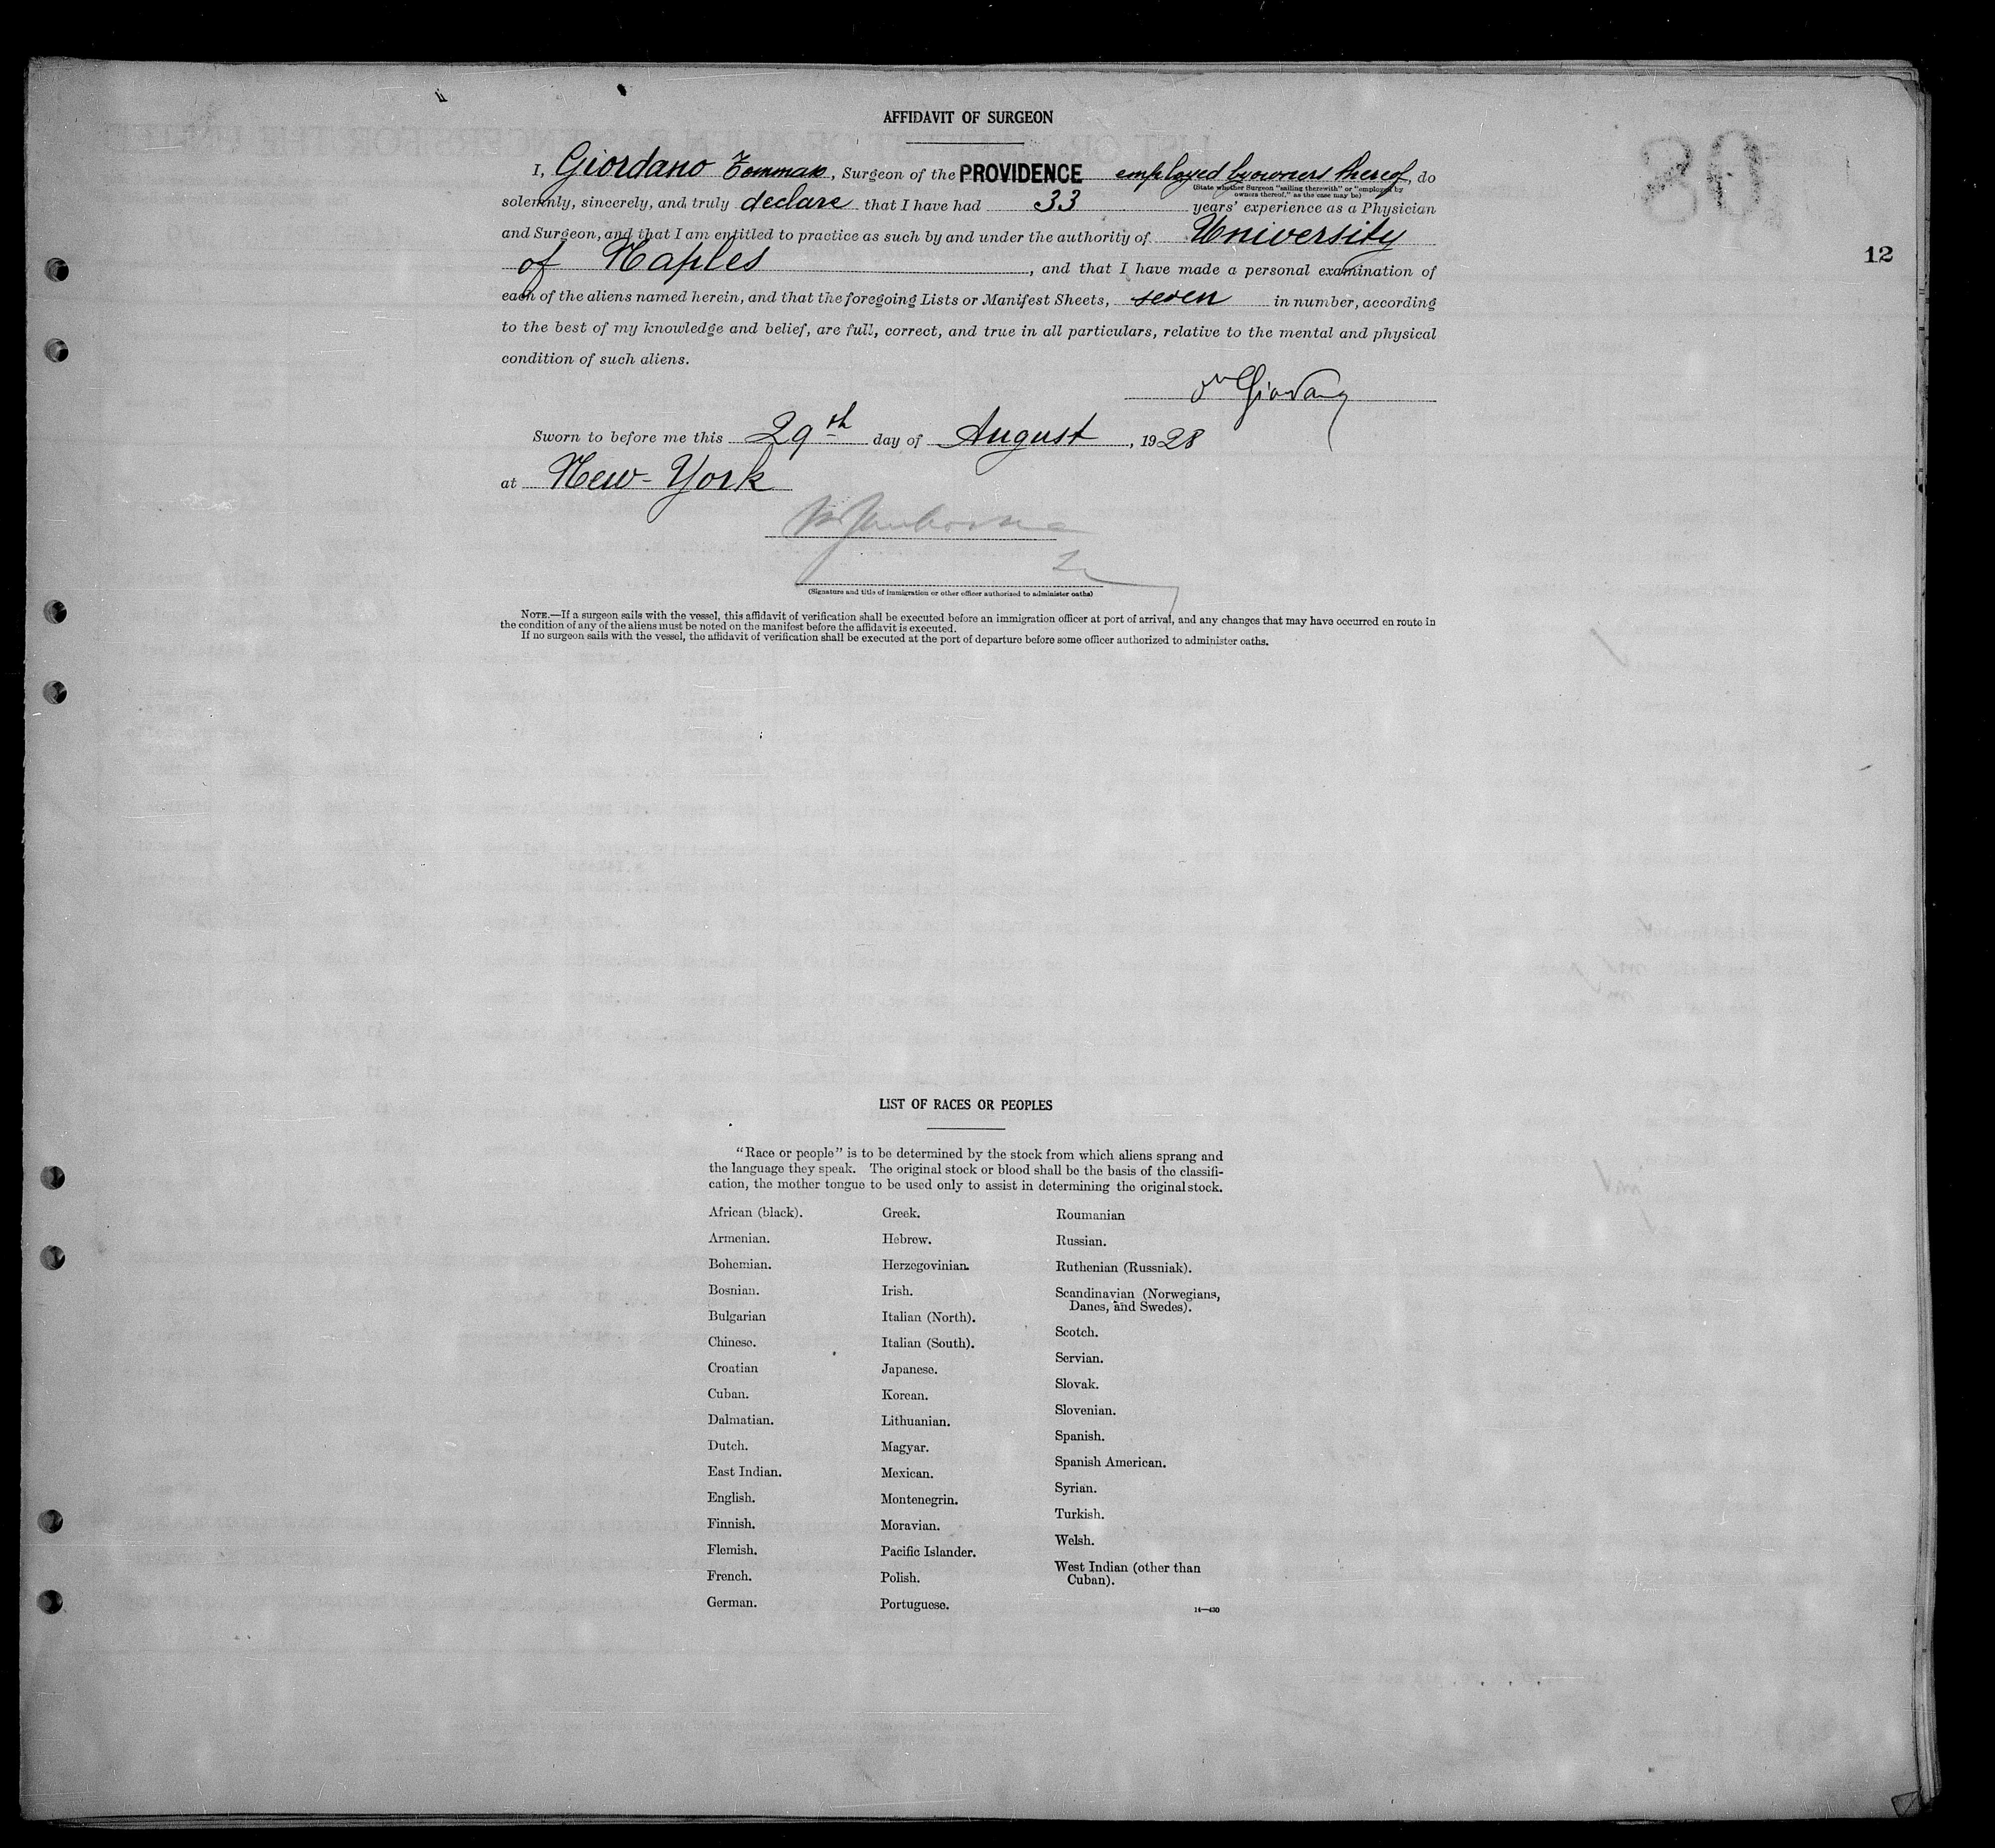 12
AFFIDAVIT OF SURGEON
I, Giordano Tommaso, Surgeon of the PROVIDENCE employed by owners thereof, do
(State whether Surgeon "sailing therewith" or "employed by
owners thereof," as the case may be)
solemnly, sincerely, and truly declare that I have had 33 years' experience as a Physician
and Surgeon, and that I am entitled to practice as such by and under the authority of University
of Naples, and that I have made a personal examination of
each of the aliens named herein, and that the foregoing Lists or Manifest Sheets, seven in number, according
to the best of my knowledge and belief, are full, correct, and true in all particulars, relative to the mental and physical
condition of such aliens.
Dr Giordano
Sworn to before me this 29th day of August, 1928
at New-York
(Signature and title of immigration or other officer authorized to administer oaths)
NOTE.—If a surgeon sails with the vessel, this affidavit of verification shall be executed before an immigration officer at port of arrival, and any changes that may have occurred en route in
the condition of any of the aliens must be noted on the manifest before the affidavit is executed.
If no surgeon sails with the vessel, the affidavit of verification shall be executed at the port of departure before some officer authorized to administer oaths.
LIST OF RACES OR PEOPLES
"Race or people" is to be determined by the stock from which aliens sprang and
the language they speak. The original stock or blood shall be the basis of the classifi-
cation, the mother tongue to be used only to assist in determining the original stock.
African (black).
Armenian.
Bohemian.
Bosnian.
Bulgarian
Chinese.
Croatian
Cuban.
Dalmatian.
Dutch.
East Indian.
English.
Finnish.
Flemish.
French.
German.
Greek.
Hebrew.
Herzegovinian.
Irish.
Italian (North).
Italian (South).
Japanese.
Korean.
Lithuanian.
Magyar.
Mexican.
Montenegrin.
Moravian.
Pacific Islander.
Polish.
Portuguese.
Roumanian
Russian.
Ruthenian (Russniak).
Scandinavian (Norwegians,
Danes, and Swedes).
Scotch.
Servian.
Slovak.
Slovenian.
Spanish.
Spanish American.
Syrian.
Turkish.
Welsh.
West Indian (other than
Cuban).
14—430